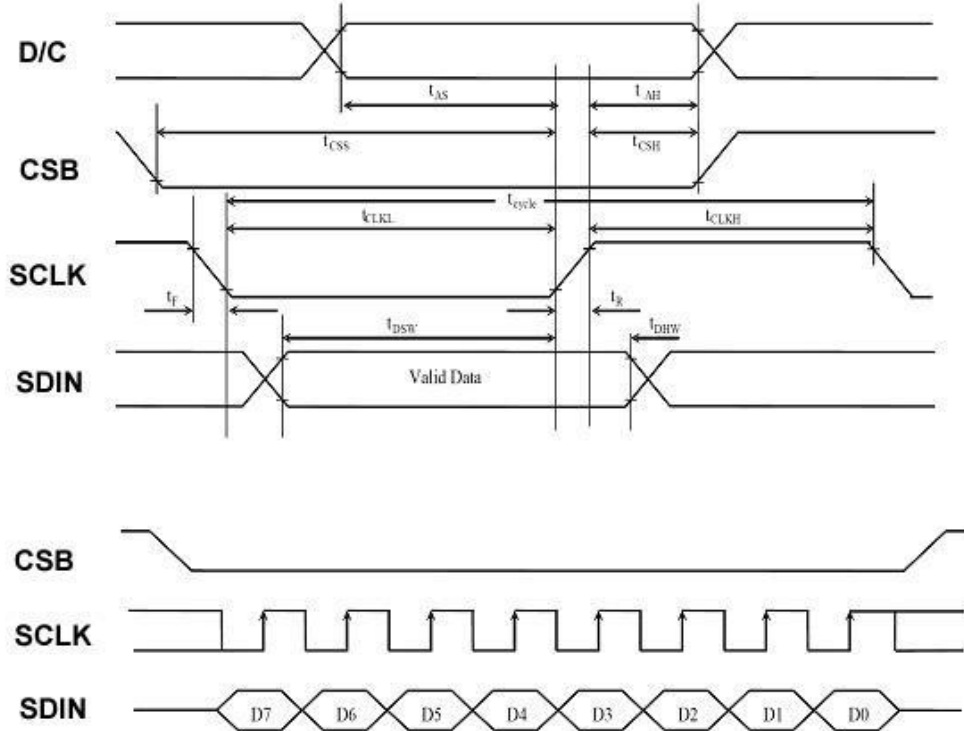 D/C
t_AS
t_AH
t_CSS
t_CSH
CSB
t_cycle
t_CLKL
t_CLKH
SCLK
t_F
t_R
t_DSW
t_DHW
SDIN
Valid Data
CSB
SCLK
SDIN
D7 D6 D5 D4 D3 D2 D1 D0